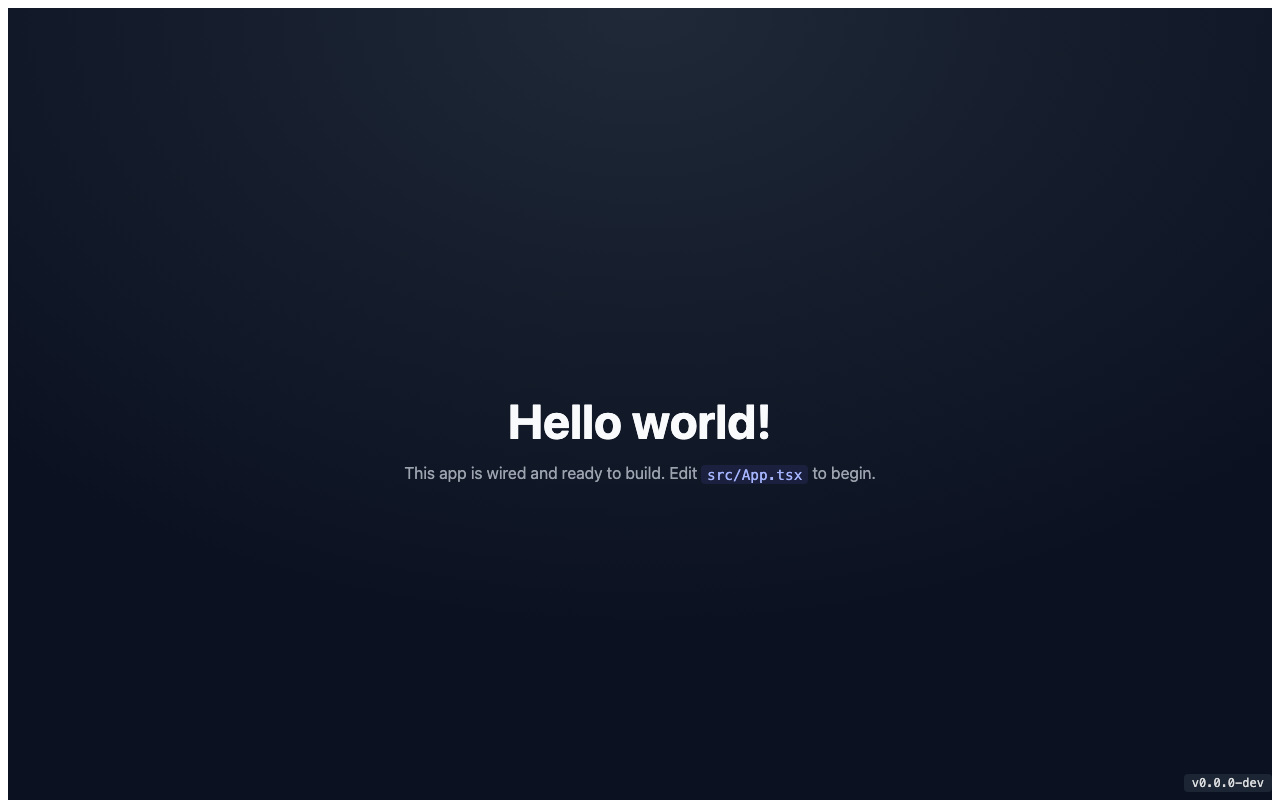 Hello world!
This app is wired and ready to build. Edit src/App.tsx to begin.
v0.0.0-dev